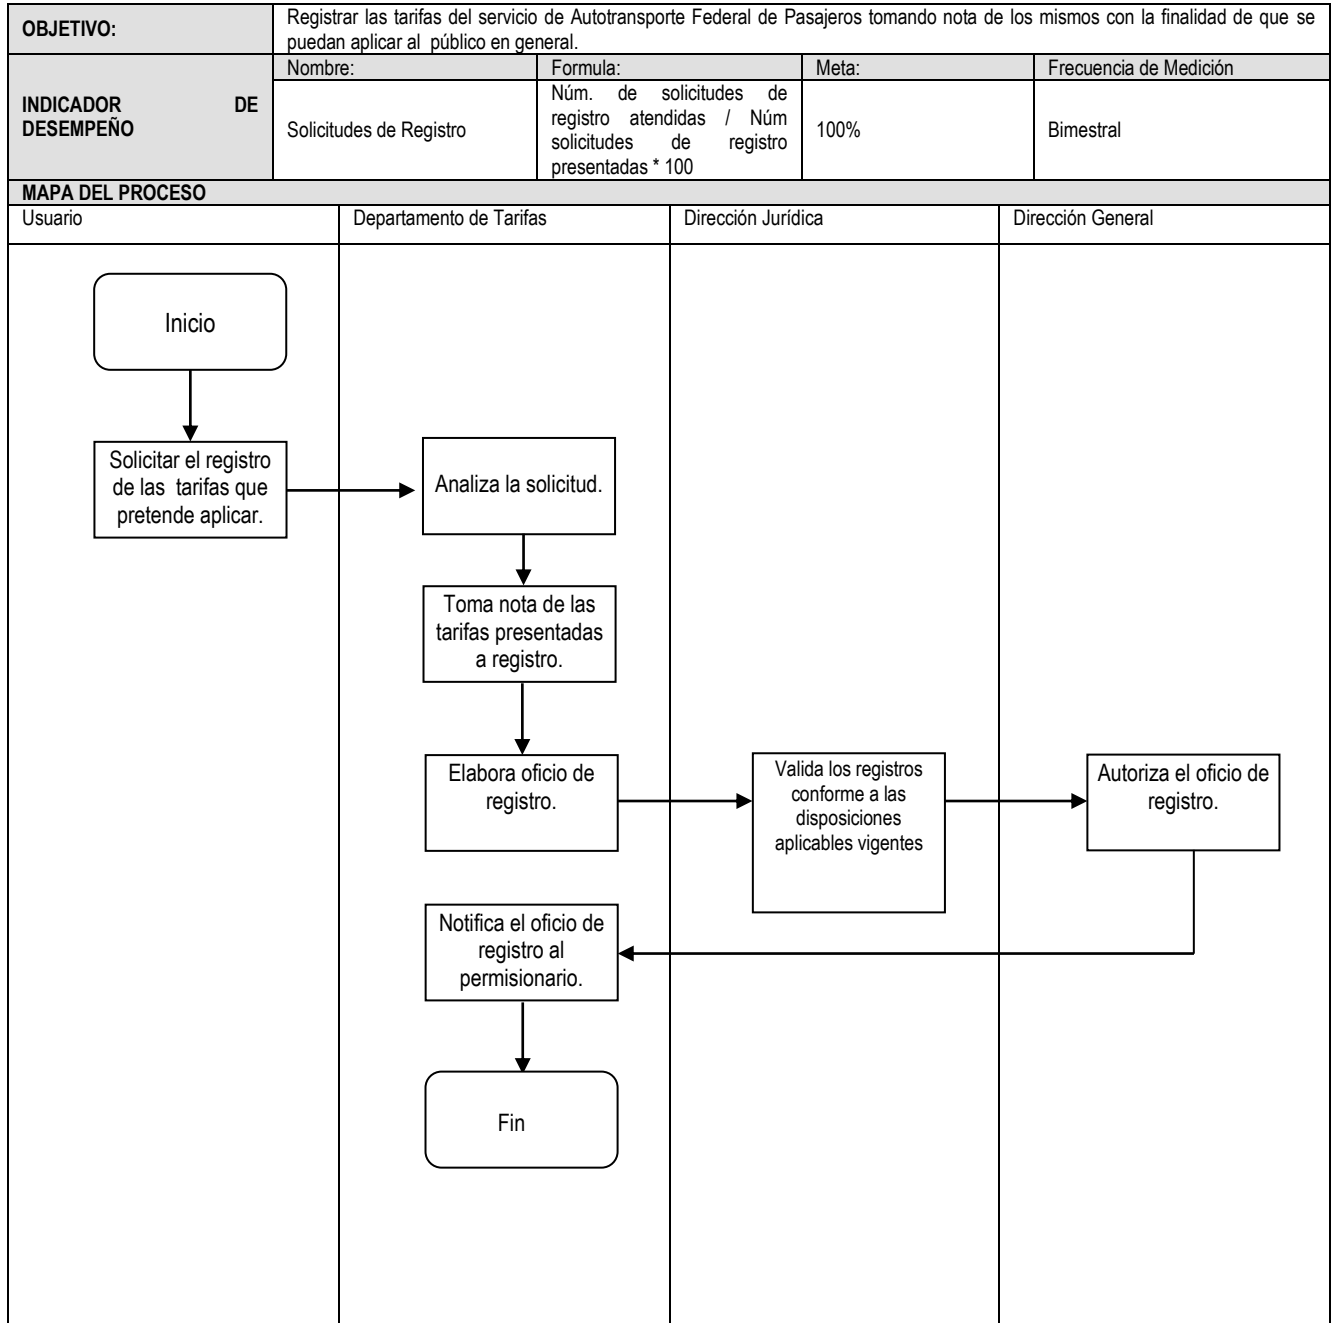 OBJETIVO:
Registrar las tarifas del servicio de Autotransporte Federal de Pasajeros tomando nota de los mismos con la finalidad de que se
puedan aplicar al público en general.
INDICADOR DE
DESEMPEÑO
Nombre:
Formula:
Meta:
Frecuencia de Medición
Solicitudes de Registro
Núm. de solicitudes de
registro atendidas / Núm
solicitudes de registro
presentadas * 100
100%
Bimestral
MAPA DEL PROCESO
Usuario
Departamento de Tarifas
Dirección Jurídica
Dirección General
Inicio
Solicitar el registro
de las tarifas que
pretende aplicar.
Analiza la solicitud.
Toma nota de las
tarifas presentadas
a registro.
Elabora oficio de
registro.
Valida los registros
conforme a las
disposiciones
aplicables vigentes
Autoriza el oficio de
registro.
Notifica el oficio de
registro al
permisionario.
Fin